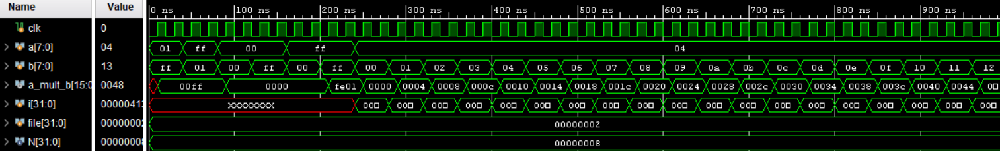 Name Value 0 ns 100 ns 200 ns 300 ns 400 ns 500 ns 600 ns 700 ns 800 ns 900 ns
clk 0
a[7:0] 04 01 ff 00 ff 04
b[7:0] 13 ff 01 00 ff 00 ff 00 01 02 03 04 05 06 07 08 09 0a 0b 0c 0d 0e 0f 10 11 12
a_mult_b[15:0 0048 00ff 0000 fe01 0000 0004 0008 000c 0010 0014 0018 001c 0020 0024 0028 002c 0030 0034 0038 003c 0040 0044 00
i[31:0] 00000413 XXXXXXXX 00 00 00 00 00 00 00 00 00 00 00 00 00 00 00 00 00 00 00
file[31:0] 00000002 00000002
N[31:0] 00000008 00000008